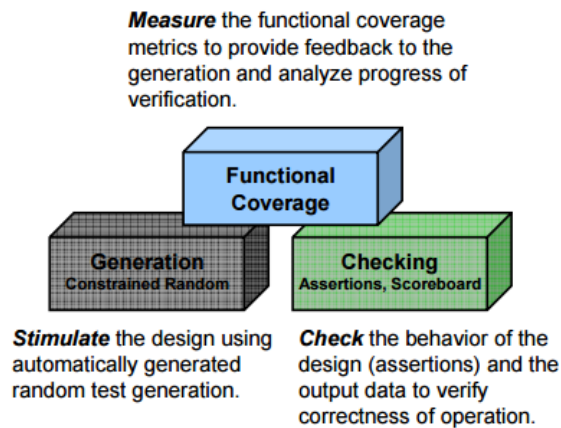 Measure the functional coverage
metrics to provide feedback to the
generation and analyze progress of
verification.
Functional
Coverage
Generation
Constrained Random
Checking
Assertions, Scoreboard
Stimulate the design using
automatically generated
random test generation.
Check the behavior of the
design (assertions) and the
output data to verify
correctness of operation.